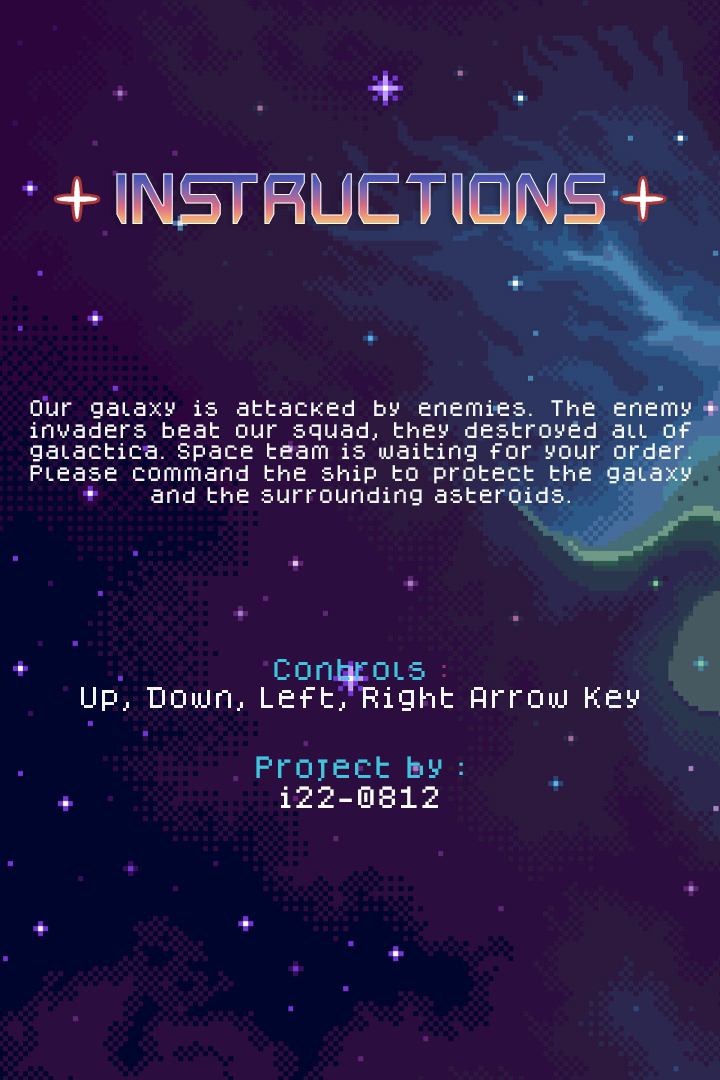 INSTRUCTIONS
Our galaxy is attacked by enemies. The enemy
invaders beat our squad, they destroyed all of
galactica. Space team is waiting for your order.
Please command the ship to protect the galaxy
and the surrounding asteroids.
Controls :
Up, Down, Left, Right Arrow Key
Project by :
i22-0812